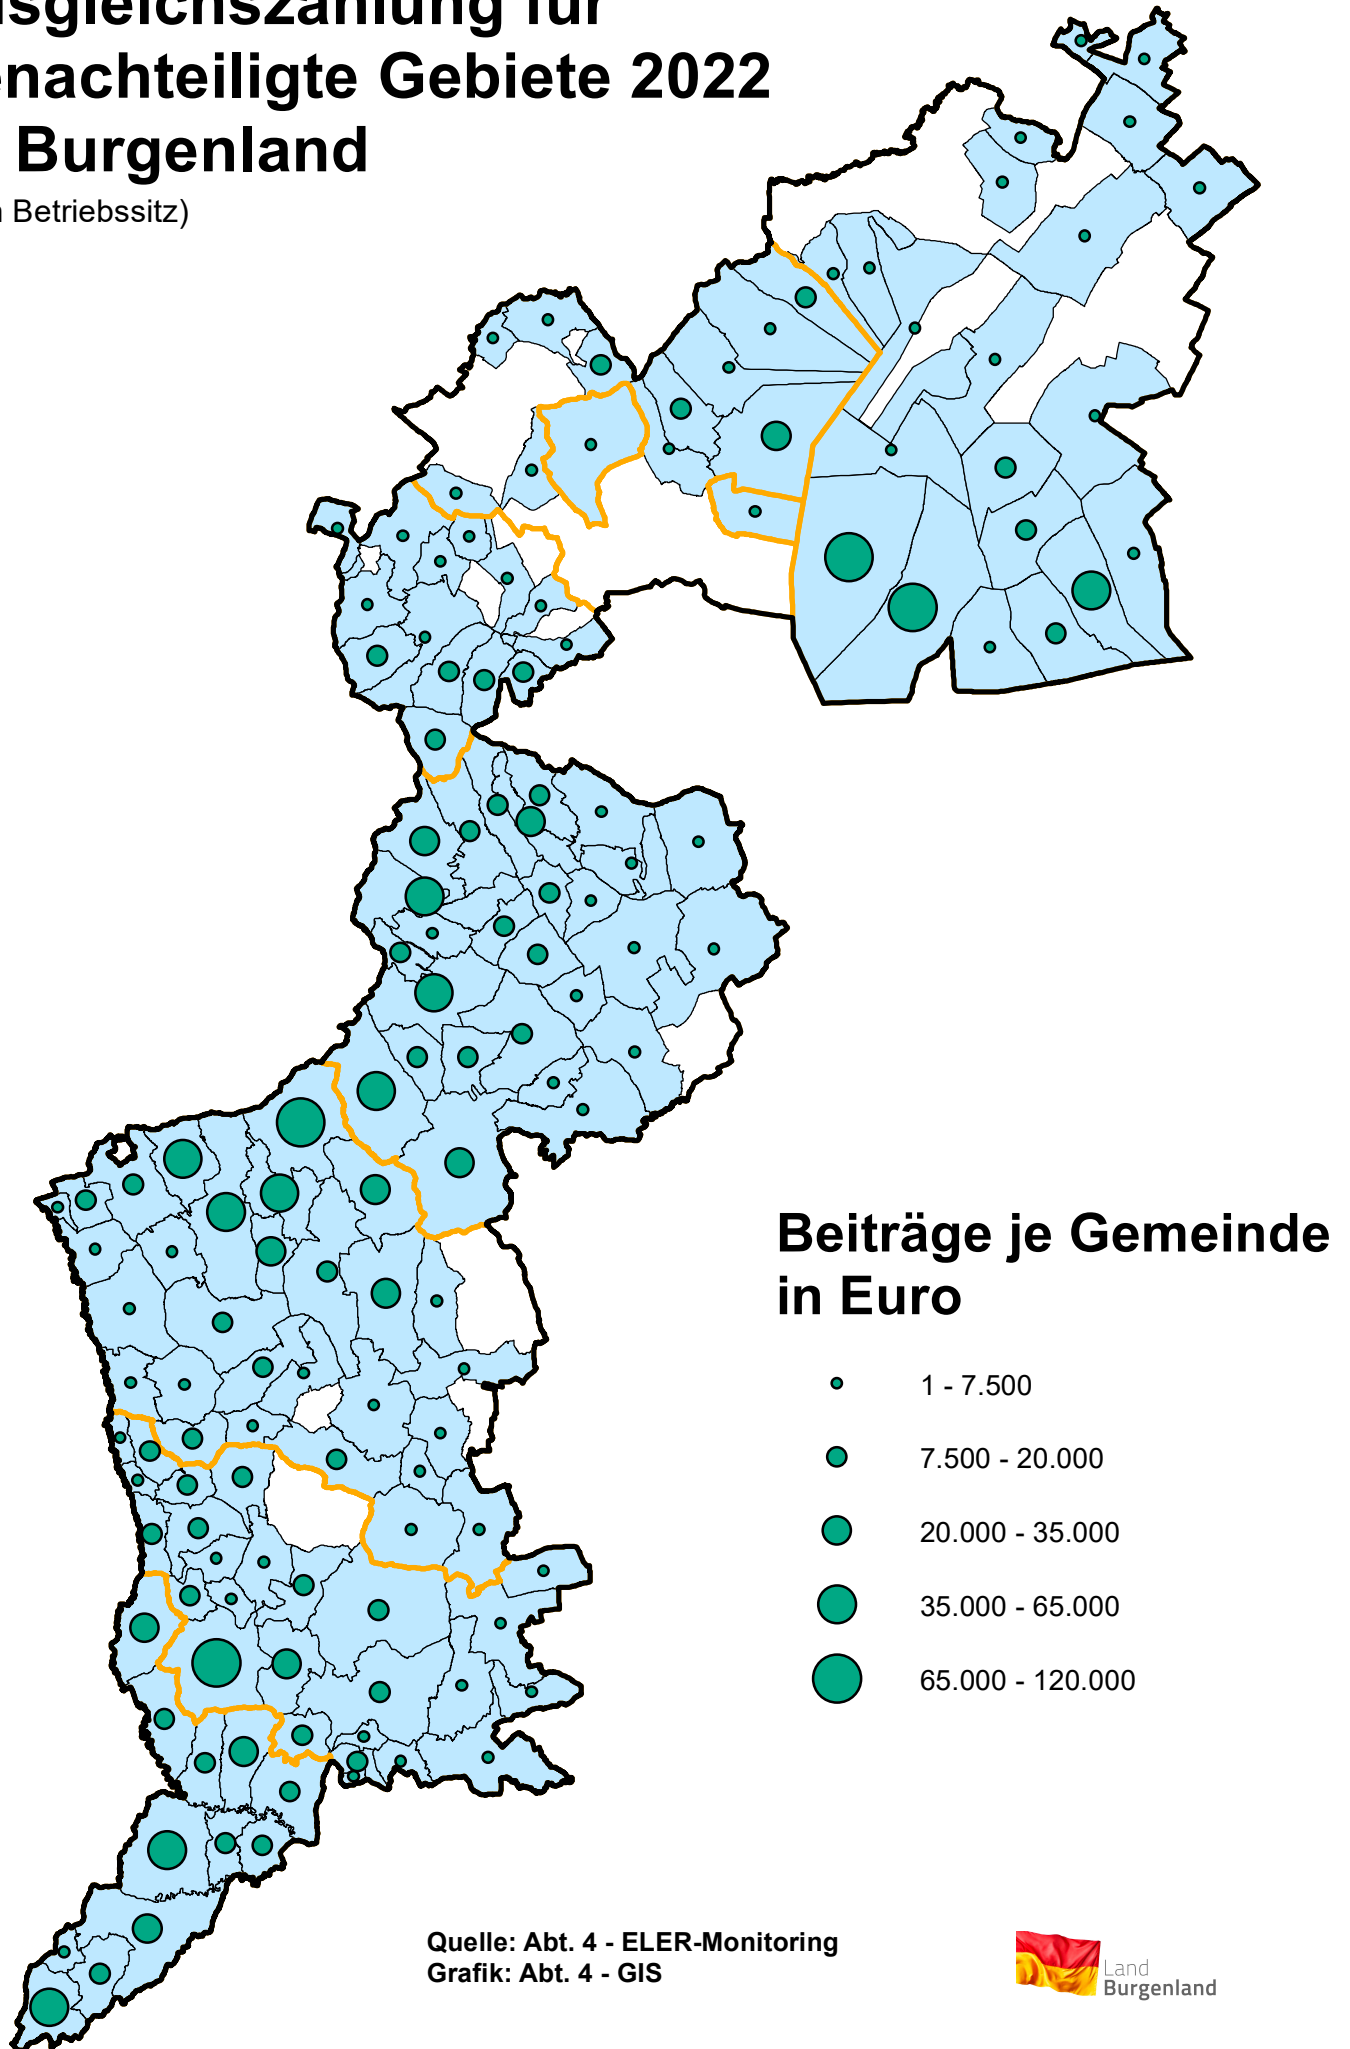 Gebiete 2022
Burgenland
Betriebssitz)
Beiträge je Gemeinde
in Euro
1 - 7.500
7.500 - 20.000
20.000 - 35.000
35.000 - 65.000
65.000 - 120.000
Quelle: Abt. 4 - ELER-Monitoring
Grafik: Abt. 4 - GIS
Land
Burgenland